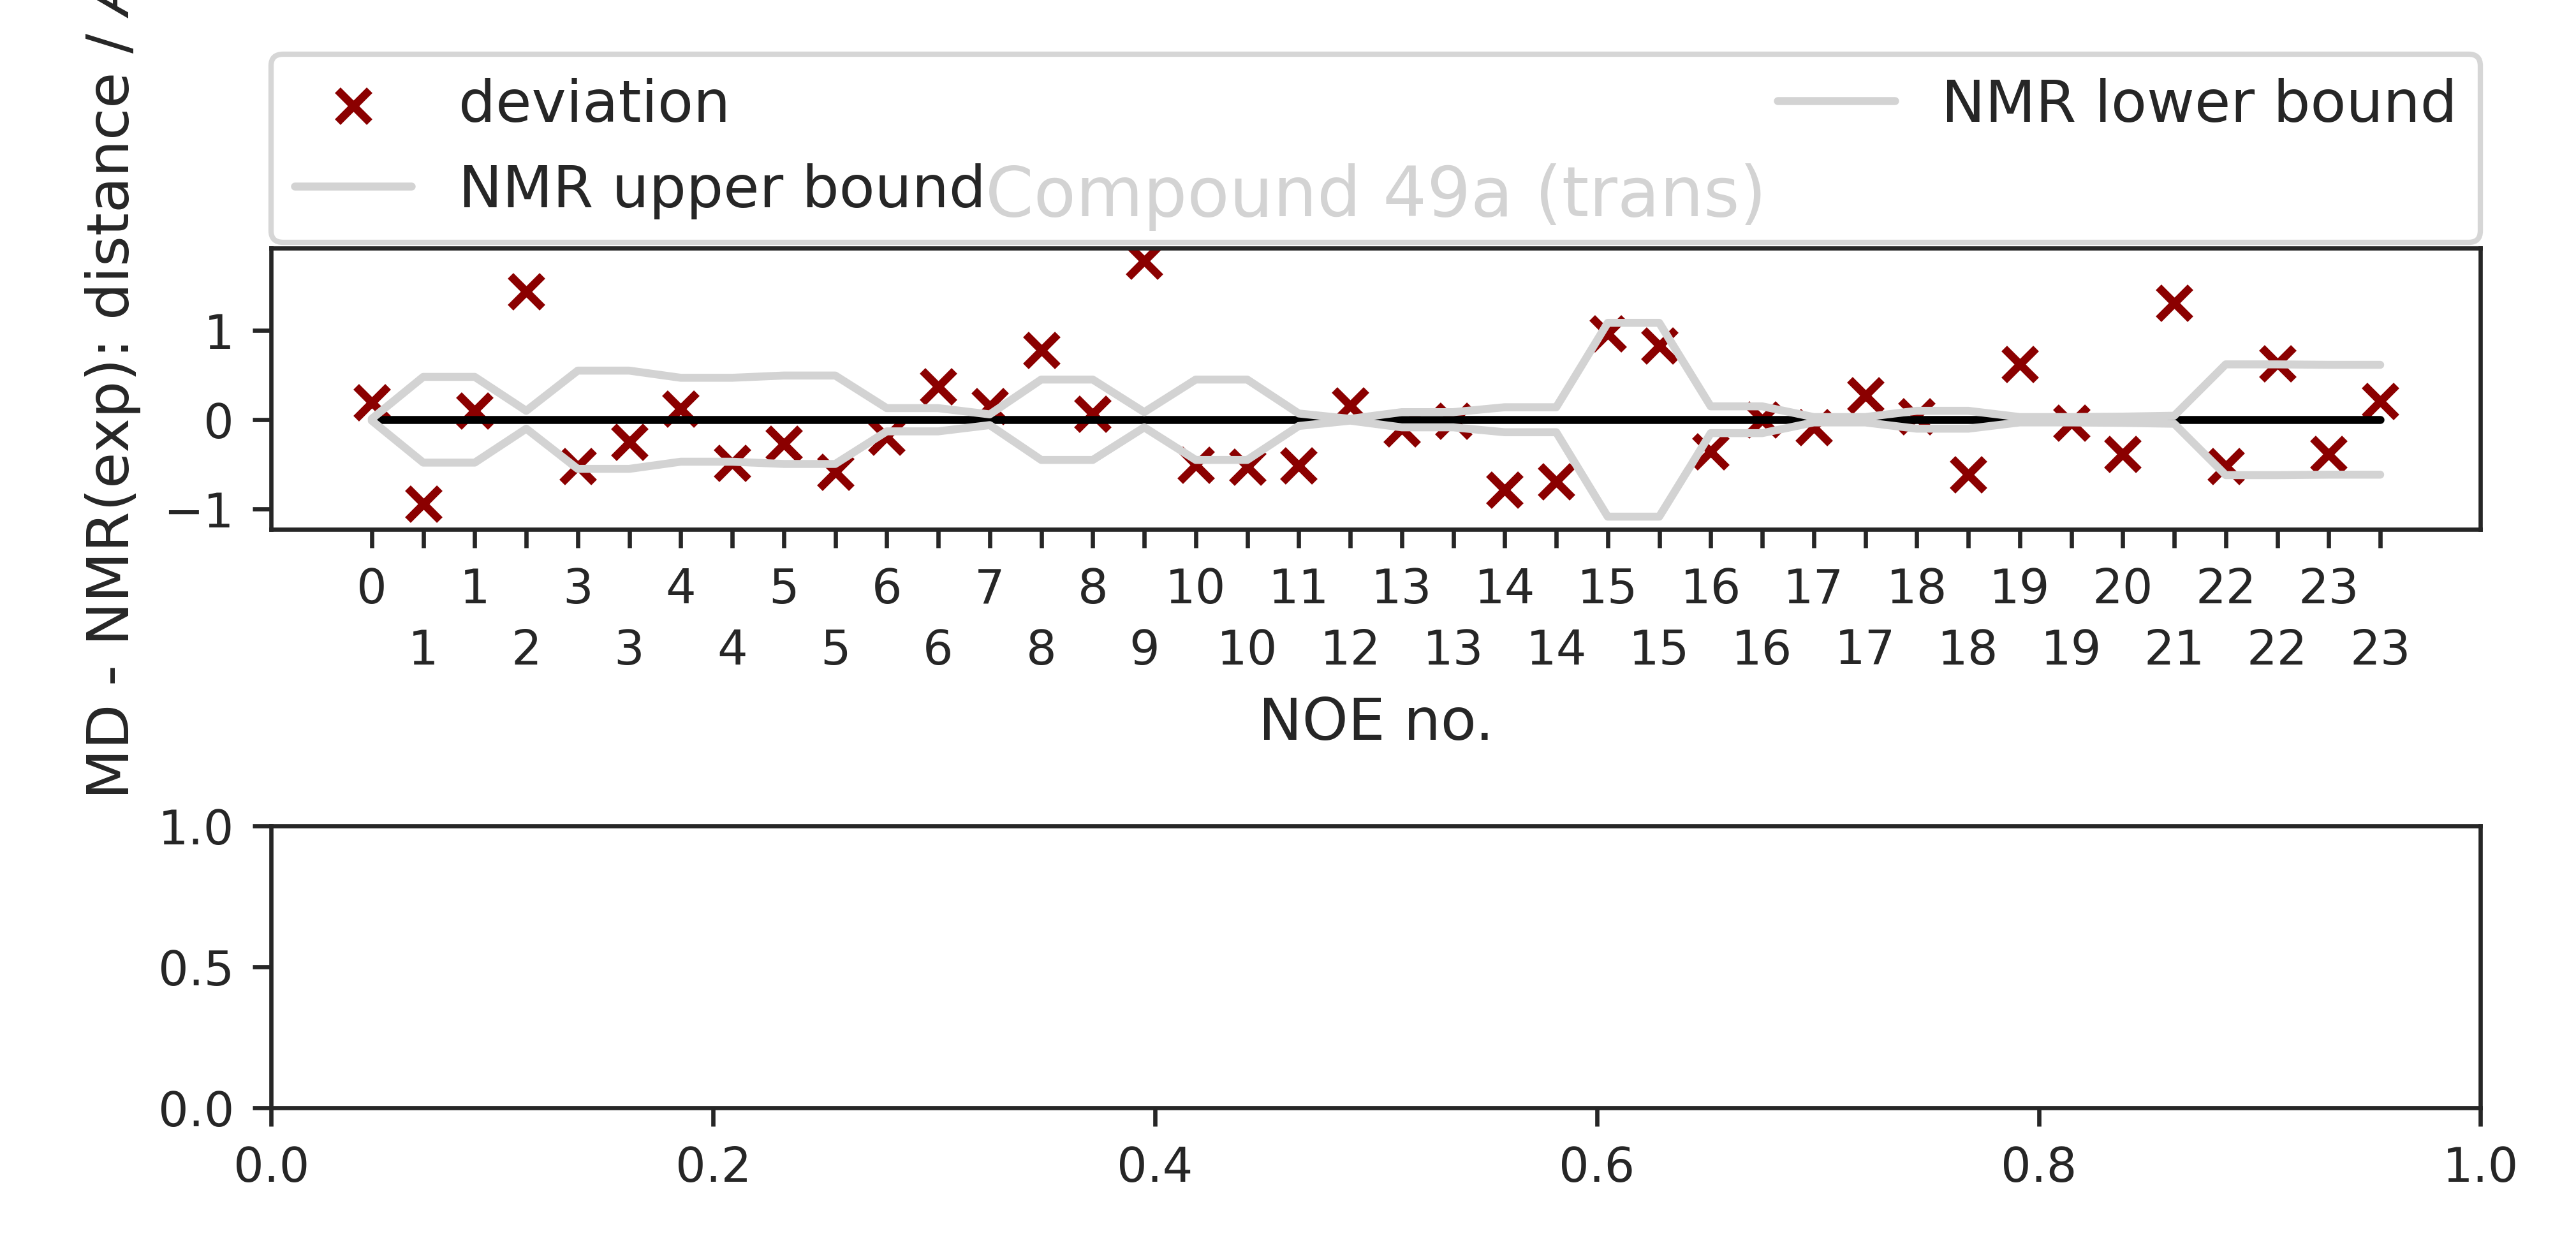 deviation
NMR upper bound
NMR lower bound
Compound 49a (trans)
MD - NMR(exp): distance /
1
0
−1
0 1 3 4 5 6 7 8 10 11 13 14 15 16 17 18 19 20 22 23
1 2 3 4 5 6 8 9 10 12 13 14 15 16 17 18 19 21 22 23
NOE no.
1.0
0.5
0.0
0.0 0.2 0.4 0.6 0.8 1.0